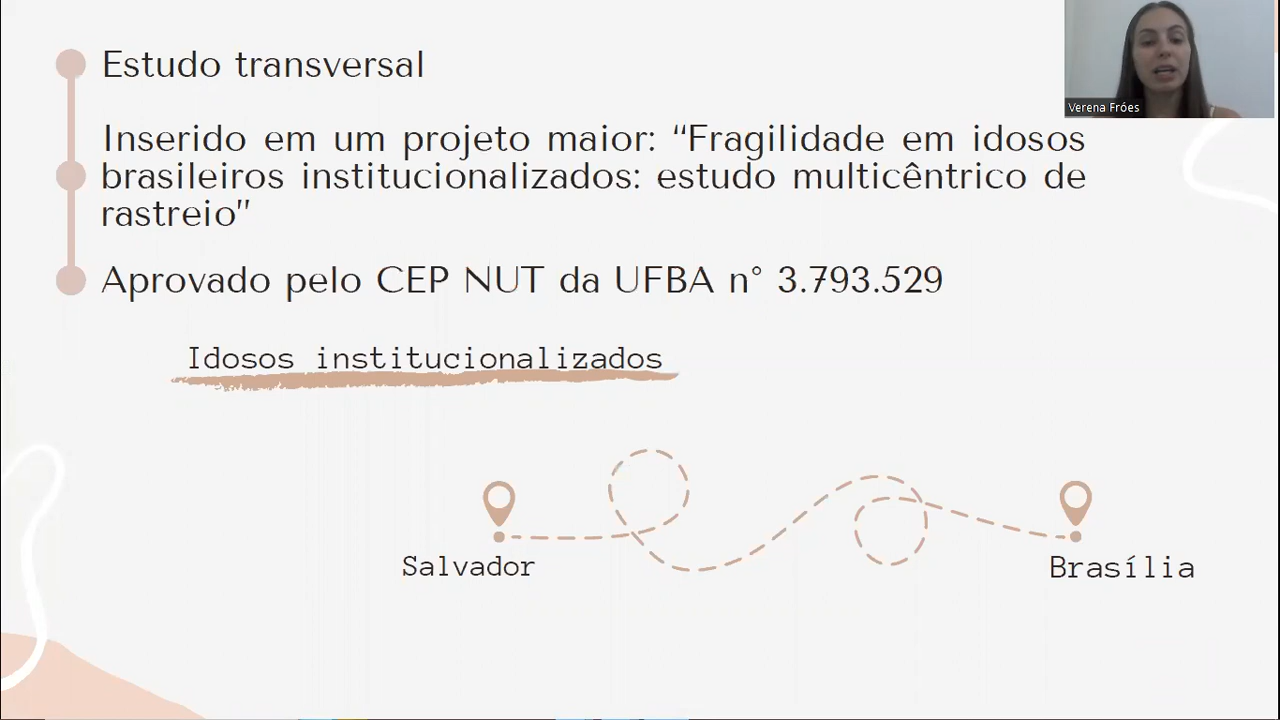 Estudo transversal
Verena Fróes
Inserido em um projeto maior: “Fragilidade em idosos
brasileiros institucionalizados: estudo multicêntrico de
rastreio”
Aprovado pelo CEP NUT da UFBA n° 3.793.529
Idosos institucionalizados
Salvador
Brasília